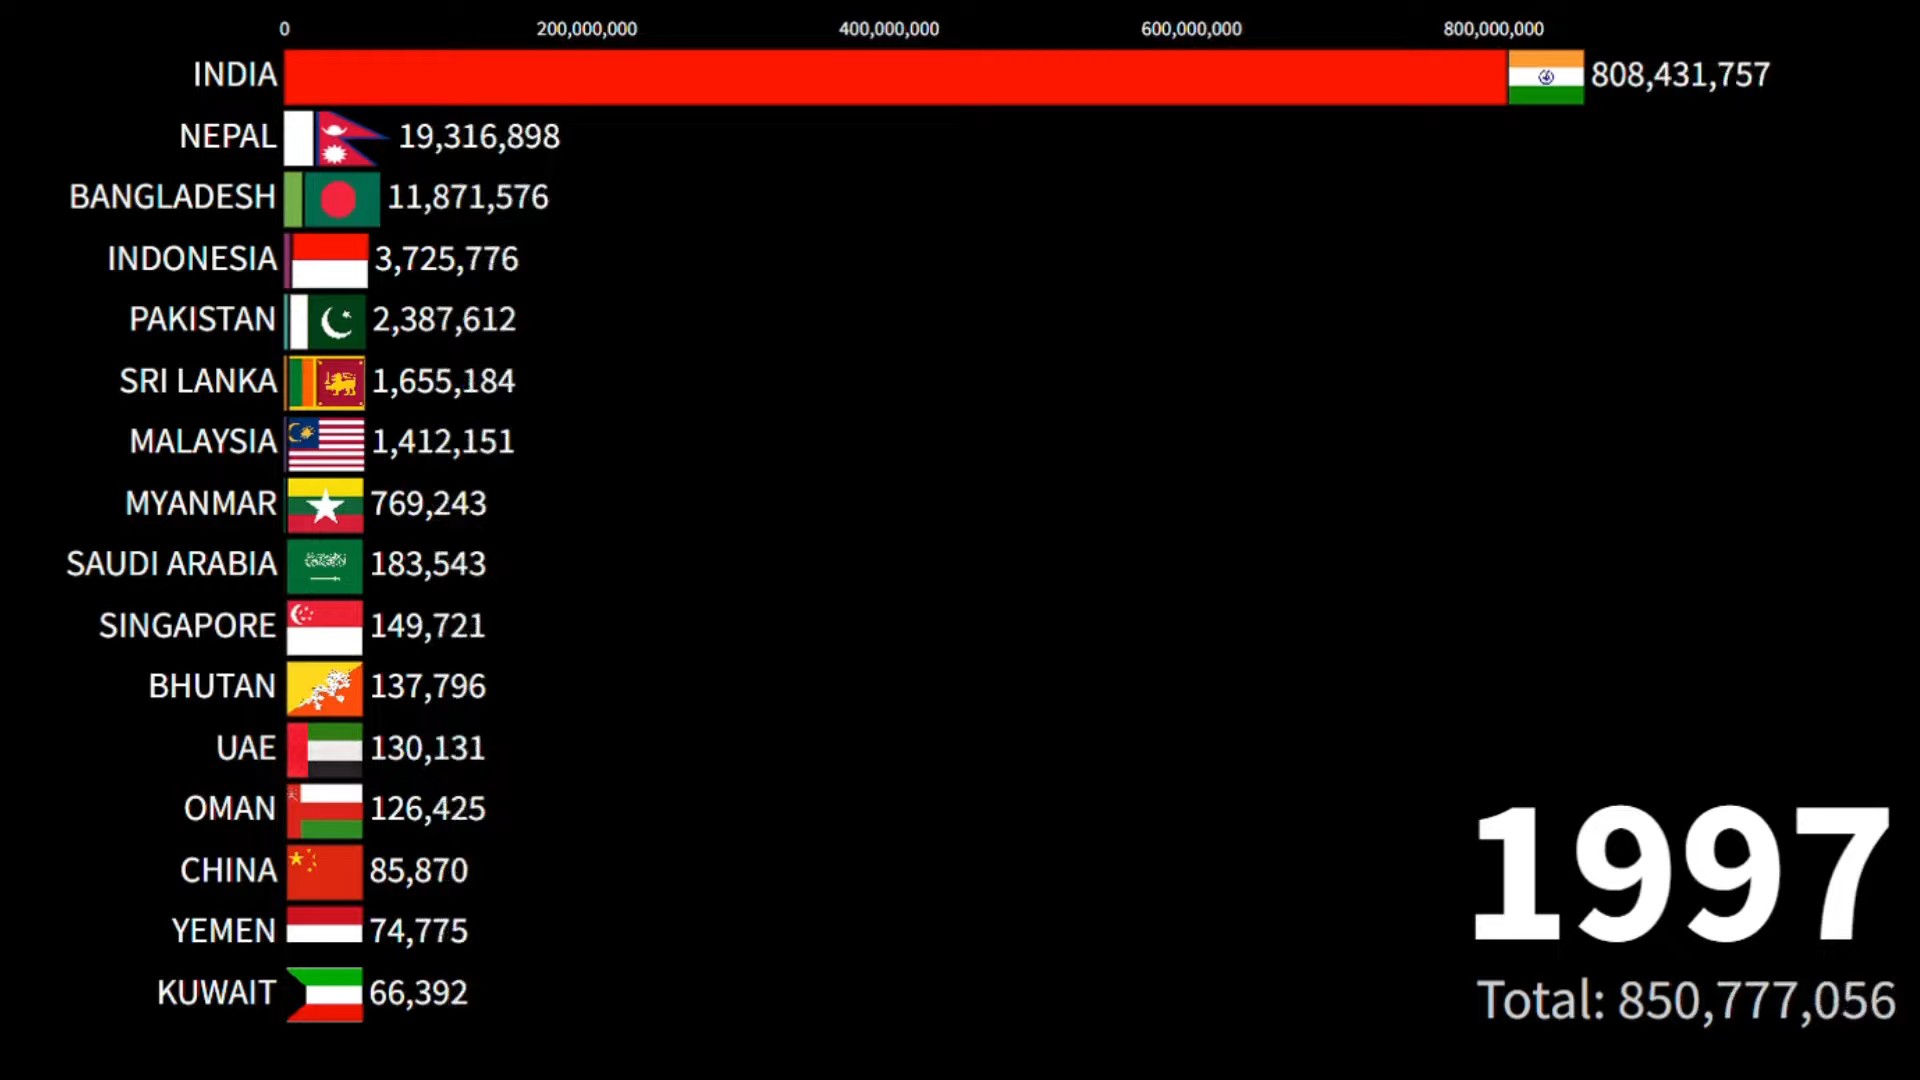 0 200,000,000 400,000,000 600,000,000 800,000,000
INDIA 808,431,757
NEPAL 19,316,898
BANGLADESH 11,871,576
INDONESIA 3,725,776
PAKISTAN 2,387,612
SRI LANKA 1,655,184
MALAYSIA 1,412,151
MYANMAR 769,243
SAUDI ARABIA 183,543
SINGAPORE 149,721
BHUTAN 137,796
UAE 130,131
OMAN 126,425
CHINA 85,870
YEMEN 74,775
KUWAIT 66,392
1997
Total: 850,777,056